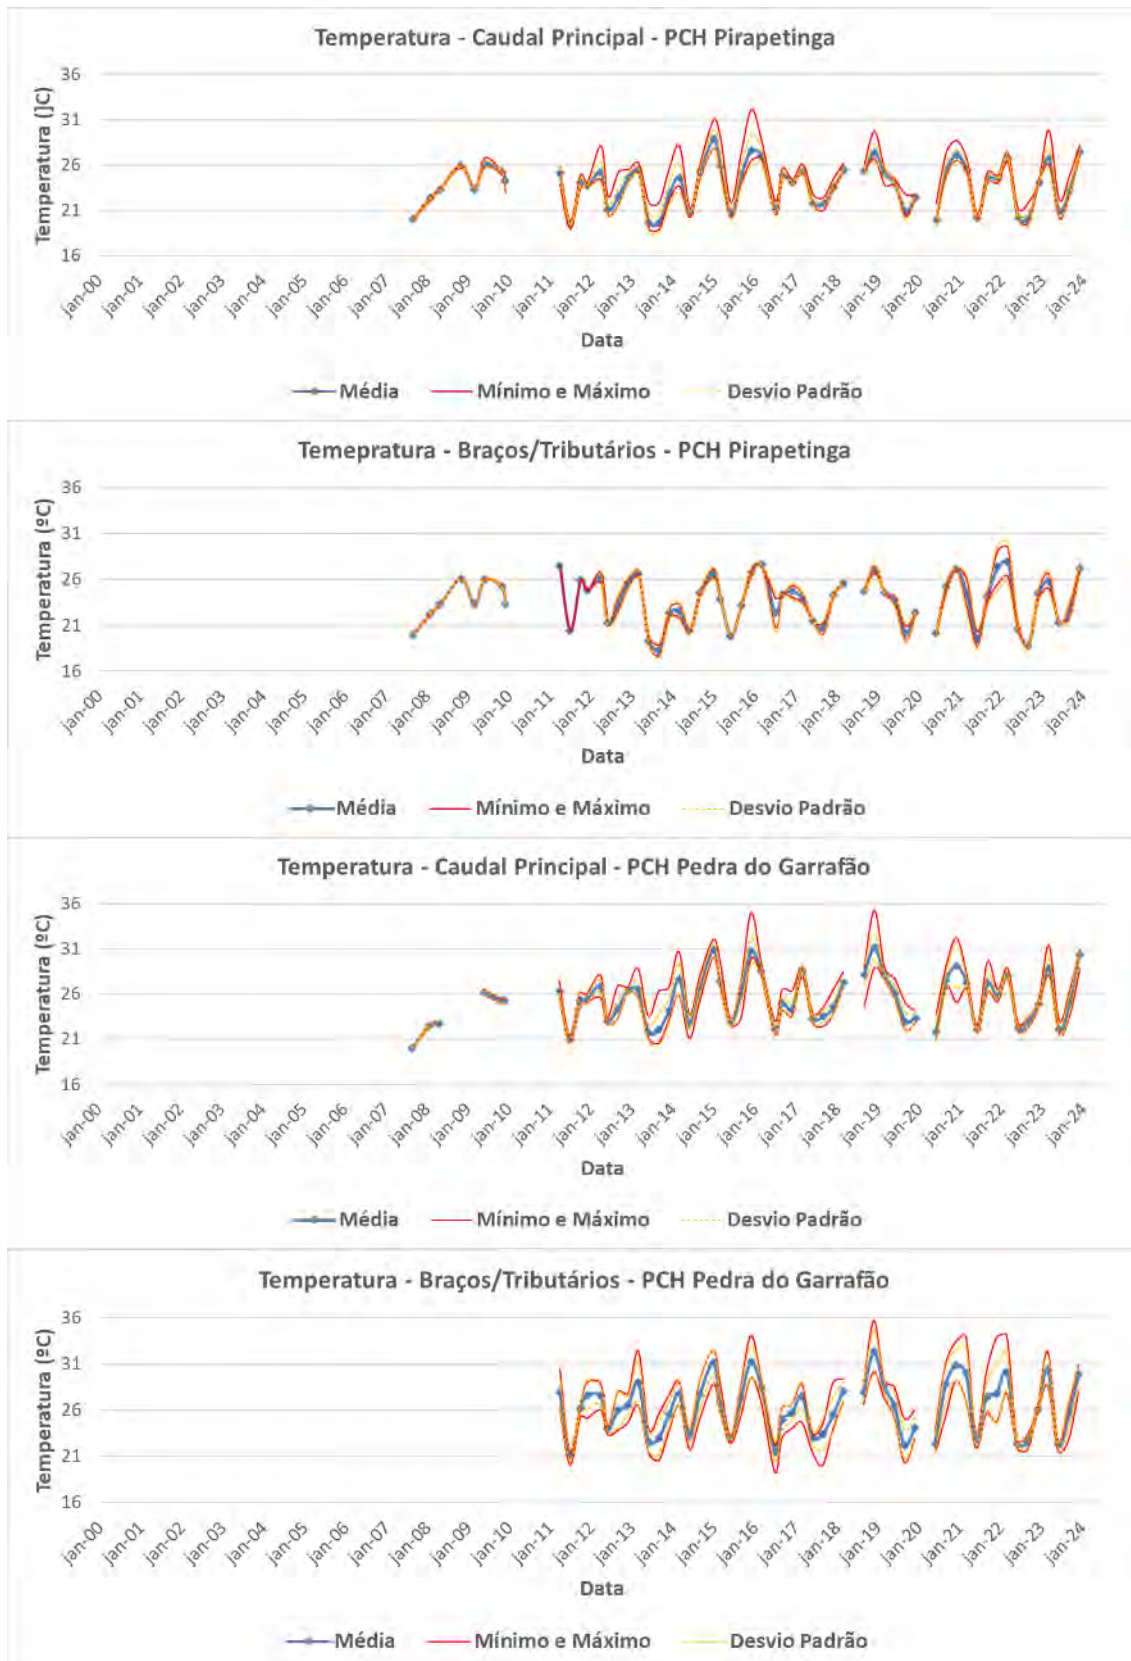 Temperatura - Caudal Principal - PCH Pirapetinga
Temperatura (]C)
36
31
26
21
16
jan-00 jan-01 jan-02 jan-03 jan-04 jan-05 jan-06 jan-07 jan-08 jan-09 jan-10 jan-11 jan-12 jan-13 jan-14 jan-15 jan-16 jan-17 jan-18 jan-19 jan-20 jan-21 jan-22 jan-23 jan-24
Data
Média Mínimo e Máximo Desvio Padrão
Temepratura - Braços/Tributários - PCH Pirapetinga
Temperatura (ºC)
36
31
26
21
16
jan-00 jan-01 jan-02 jan-03 jan-04 jan-05 jan-06 jan-07 jan-08 jan-09 jan-10 jan-11 jan-12 jan-13 jan-14 jan-15 jan-16 jan-17 jan-18 jan-19 jan-20 jan-21 jan-22 jan-23 jan-24
Data
Média Mínimo e Máximo Desvio Padrão
Temperatura - Caudal Principal - PCH Pedra do Garrafão
Temperatura (ºC)
36
31
26
21
16
jan-00 jan-01 jan-02 jan-03 jan-04 jan-05 jan-06 jan-07 jan-08 jan-09 jan-10 jan-11 jan-12 jan-13 jan-14 jan-15 jan-16 jan-17 jan-18 jan-19 jan-20 jan-21 jan-22 jan-23 jan-24
Data
Média Mínimo e Máximo Desvio Padrão
Temperatura - Braços/Tributários - PCH Pedra do Garrafão
Temperatura (ºC)
36
31
26
21
16
jan-00 jan-01 jan-02 jan-03 jan-04 jan-05 jan-06 jan-07 jan-08 jan-09 jan-10 jan-11 jan-12 jan-13 jan-14 jan-15 jan-16 jan-17 jan-18 jan-19 jan-20 jan-21 jan-22 jan-23 jan-24
Data
Média Mínimo e Máximo Desvio Padrão